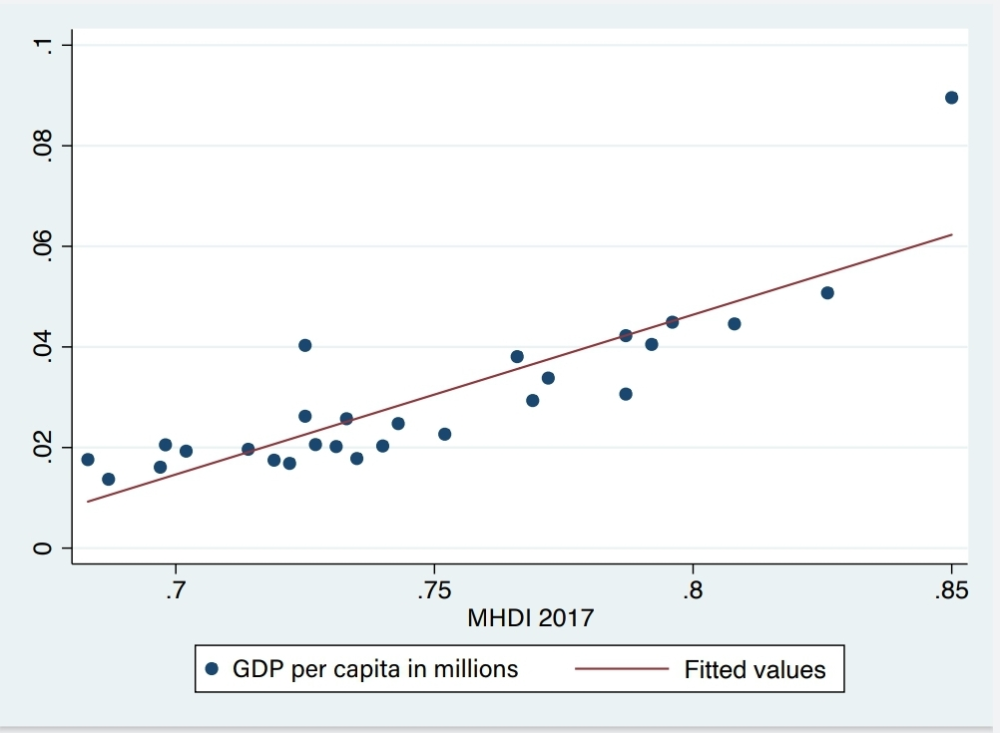 .1
.08
.06
.04
.02
0
.7 .75 .8 .85
MHDI 2017
GDP per capita in millions Fitted values